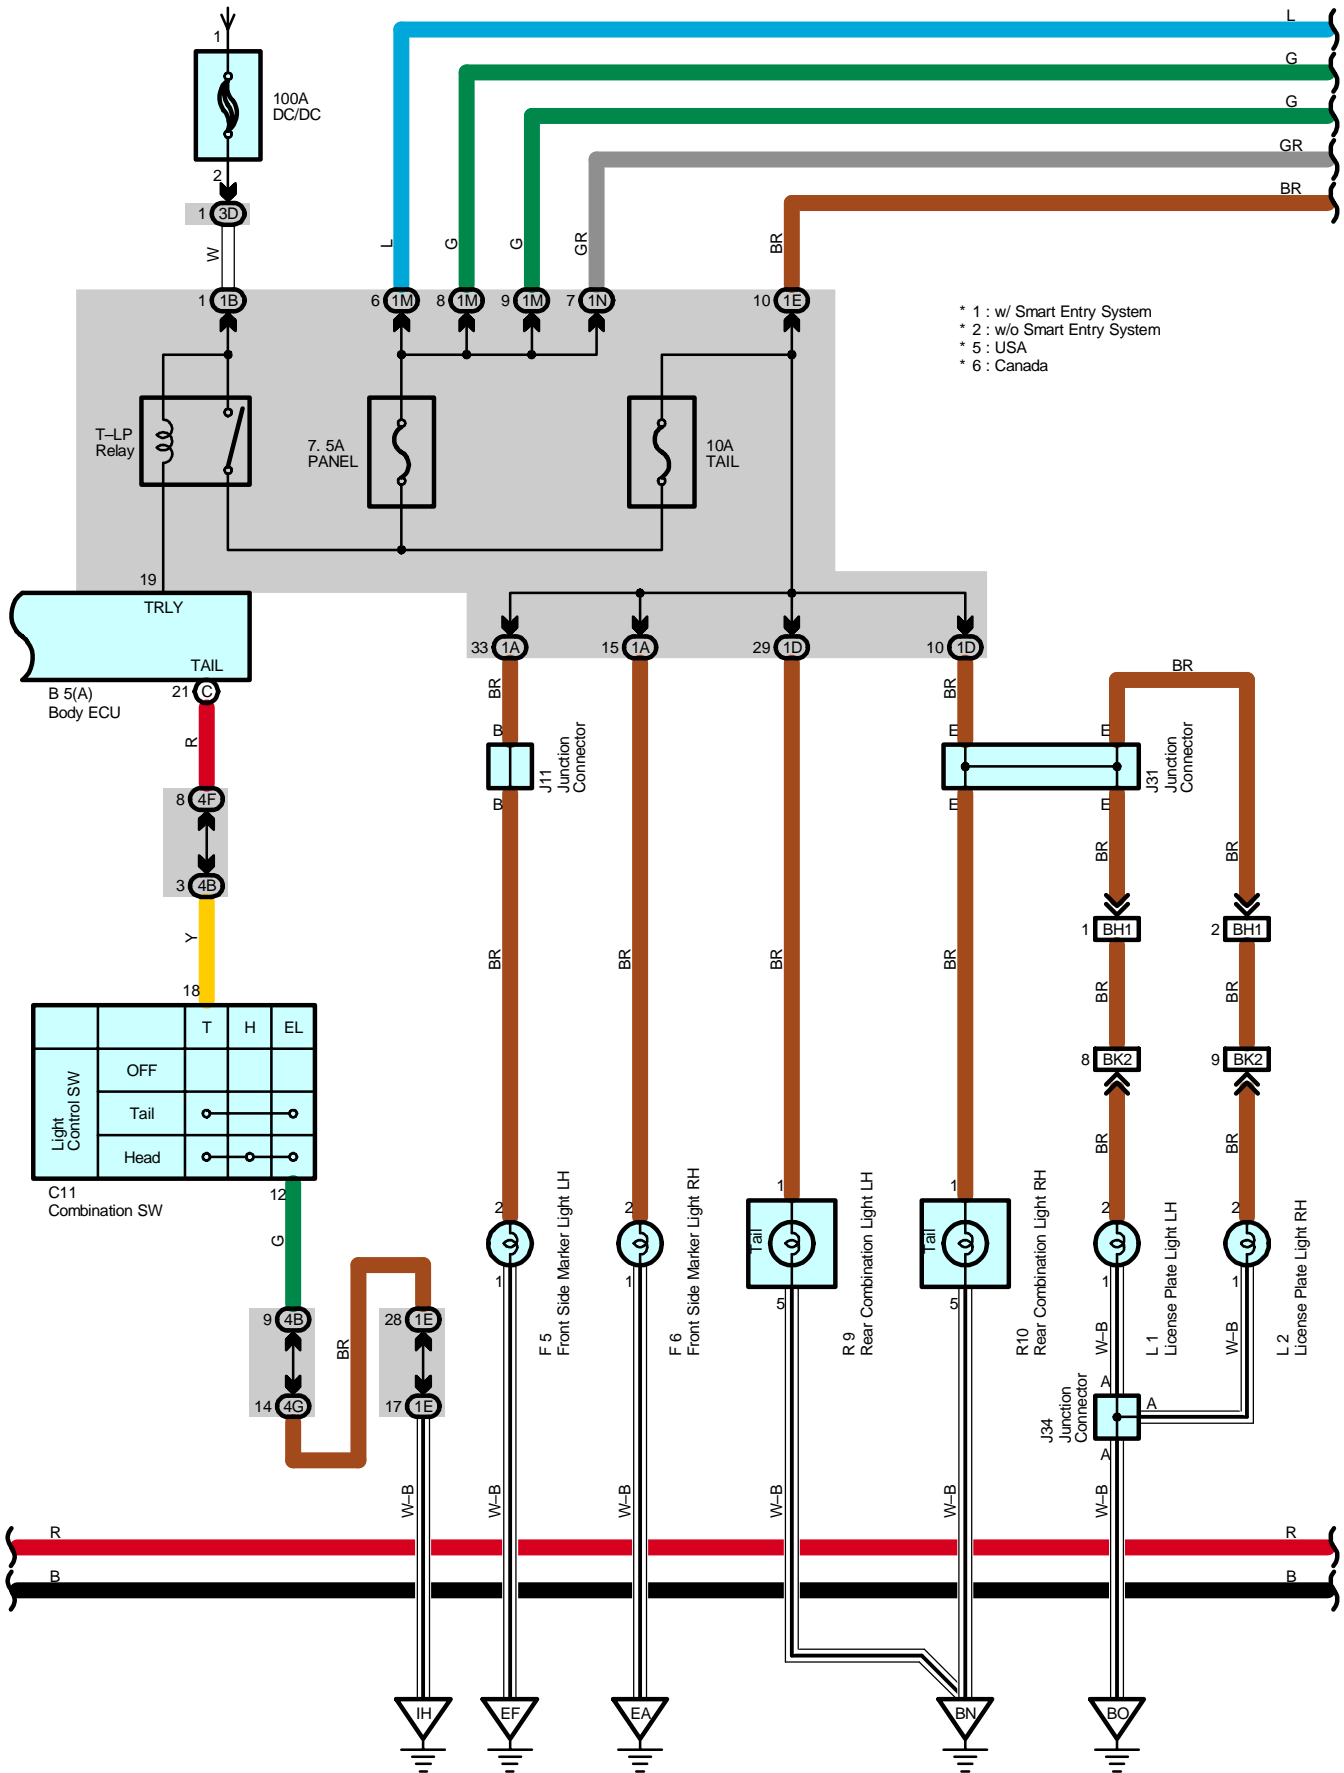 L
G
G
GR
BR
1
100A
DC/DC
2
1 3D
W
L
G
G
GR
BR
1 1B
6 1M
8 1M
9 1M
7 1N
10 1E
* 1 : w/ Smart Entry System
* 2 : w/o Smart Entry System
* 5 : USA
* 6 : Canada
T–LP
Relay
7. 5A
PANEL
10A
TAIL
19
TRLY
TAIL
B 5(A)
Body ECU
21 C
33 1A
15 1A
29 1D
10 1D
BR
BR
BR
R
B
B
J11
Junction
Connector
E
E
E
E
J31
Junction
Connector
8 4F
3 4B
Y
18
BR
BR
BR
BR
BR
BR
1 BH1
2 BH1
BR
BR
8 BK2
9 BK2
BR
BR
T
H
EL
Light
Control SW
OFF
Tail
Head
C11
Combination SW
12
G
9 4B
14 4G
BR
28 1E
17 1E
2
1
F 5
Front Side Marker Light LH
2
1
F 6
Front Side Marker Light RH
1
Tail
5
R 9
Rear Combination Light LH
1
Tail
5
R10
Rear Combination Light RH
2
1
L 1
License Plate Light LH
2
1
L 2
License Plate Light RH
W–B
W–B
A
A
A
J34
Junction
Connector
W–B
W–B
W–B
W–B
W–B
W–B
R
R
B
B
IH
EF
EA
BN
BO